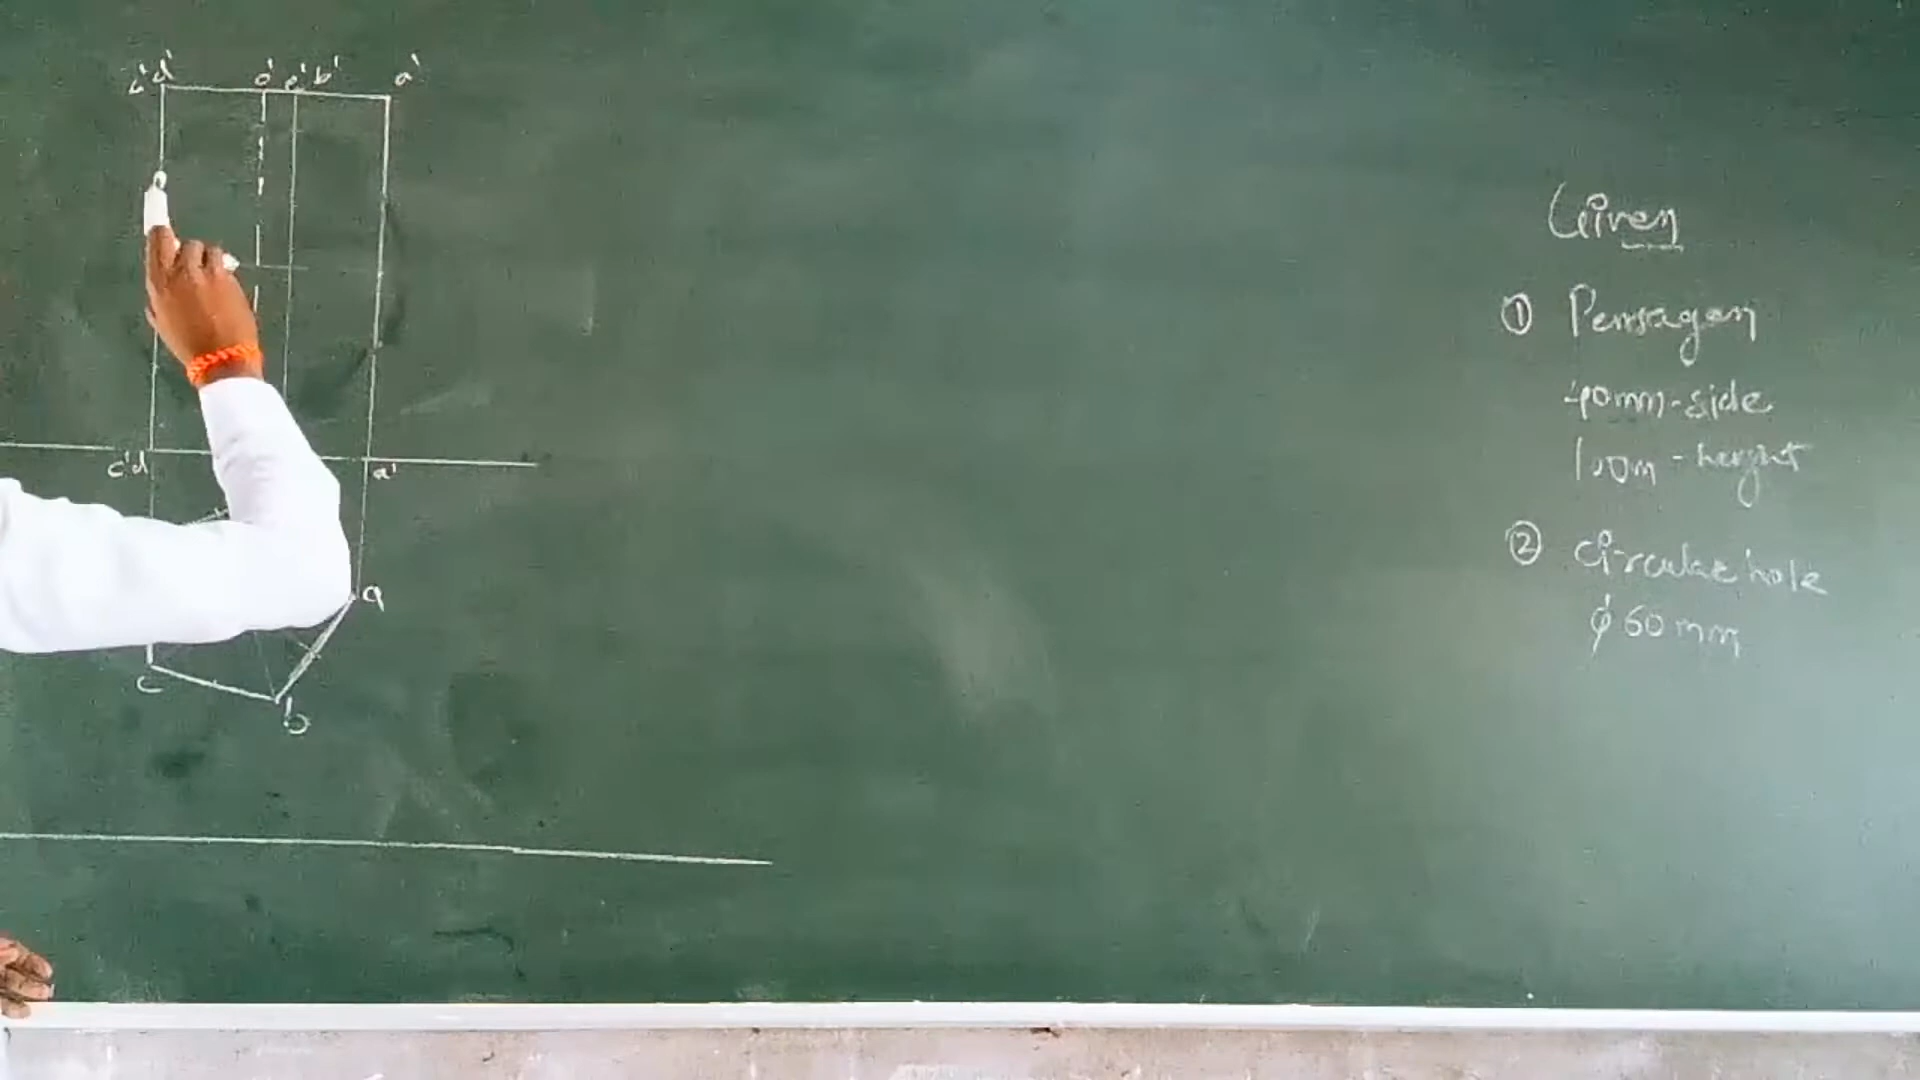 c' d' o' e' b' a'
c'd a'
a
c
b
Given
① Pentagon
40mm-side
100m - height
② circular hole
ϕ 60 mm